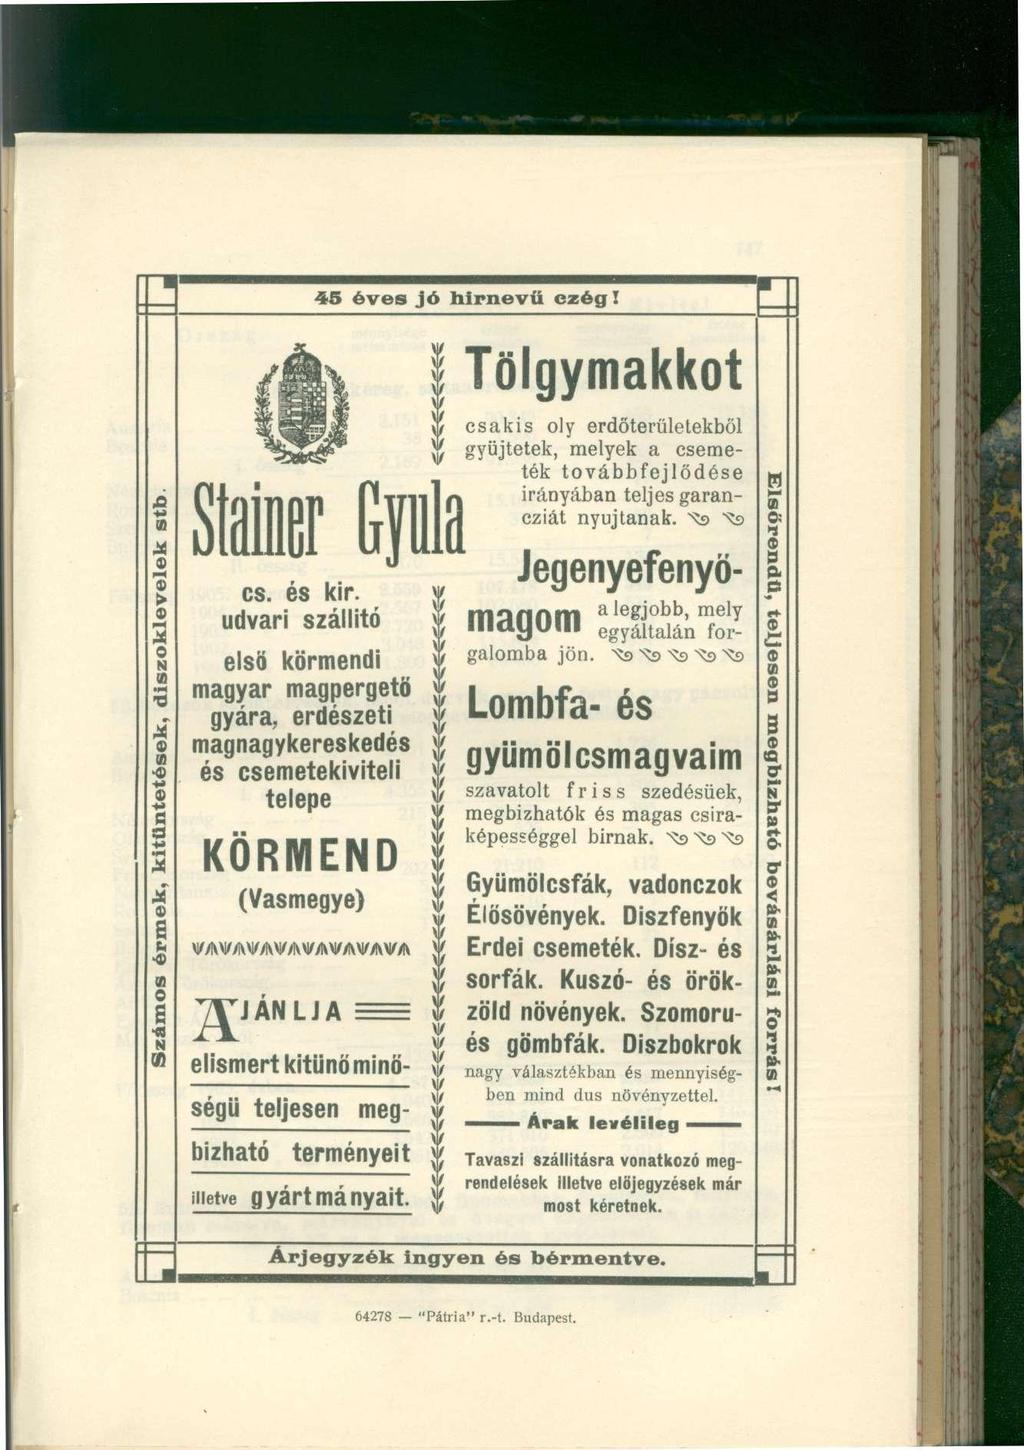 45 éves jó hirnevű czég!
Számos érmek, kitüntetések, diszoklevelek stb.
Stainer Gyula
cs. és kir.
udvari szállitó
első körmendi
magyar magpergető
gyára, erdészeti
magnagykereskedés
és csemetekiviteli
telepe
KÖRMEND
(Vasmegye)
AJÁNLJA
elismert kitünő minő-
ségü teljesen meg-
bizható terményeit
illetve gyártmányait.
Tölgymakkot
csakis oly erdőterületekből
gyüjtetek, melyek a cseme-
ték továbbfejlődése
irányában teljes garan-
cziát nyujtanak.
Jegenyefenyö-
magom a legjobb, mely
egyáltalán for-
galomba jön.
Lombfa- és
gyümölcsmagvaim
szavatolt friss szedésüek,
megbizhatók és magas csira-
képességgel birnak.
Gyümölcsfák, vadonczok
Élősövények. Diszfenyők
Erdei csemeték. Dísz- és
sorfák. Kuszó- és örök-
zöld növények. Szomoru-
és gömbfák. Diszbokrok
nagy választékban és mennyiség-
ben mind dus növényzettel.
Árak levélileg
Tavaszi szállitásra vonatkozó meg-
rendelések illetve előjegyzések már
most kéretnek.
Elsőrendű, teljesen megbizható bevásárlási forrás!
Árjegyzék ingyen és bérmentve.
64278 — "Pátria" r.-t. Budapest.